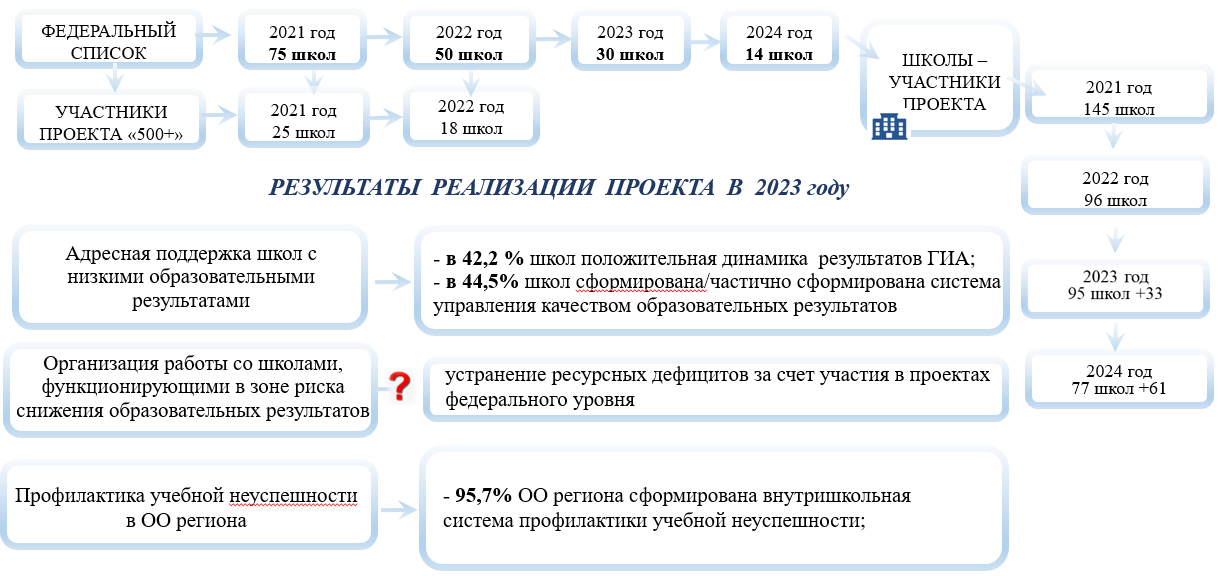 ФЕДЕРАЛЬНЫЙ
СПИСОК
2021 год
75 школ
2022 год
50 школ
2023 год
30 школ
2024 год
14 школ
УЧАСТНИКИ
ПРОЕКТА «500+»
2021 год
25 школ
2022 год
18 школ
ШКОЛЫ –
УЧАСТНИКИ
ПРОЕКТА
2021 год
145 школ
2022 год
96 школ
2023 год
95 школ +33
2024 год
77 школ +61
РЕЗУЛЬТАТЫ РЕАЛИЗАЦИИ ПРОЕКТА В 2023 году
Адресная поддержка школ с
низкими образовательными
результатами
- в 42,2 % школ положительная динамика результатов ГИА;
- в 44,5% школ сформирована/частично сформирована система
управления качеством образовательных результатов
Организация работы со школами,
функционирующими в зоне риска
снижения образовательных результатов
?
устранение ресурсных дефицитов за счет участия в проектах
федерального уровня
Профилактика учебной неуспешности
в ОО региона
- 95,7% ОО региона сформирована внутришкольная
система профилактики учебной неуспешности;